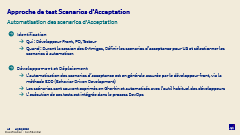 Approche de test Scenarios d'Acceptation
Automatisation des scenarios d'Acceptation
Identification
Qui : Développeur Front, PO, Testeur
Quand : Durant la session des 3 Amigos, Définir les scenarios d'acceptance pour US et sélectionner les scenarios à automatiser
Développement et Déploiement
L'automatisation des scenarios d'acceptance est en générale assurée par le développeur front, via la méthode BDD (Behavior Driven Development)
Les scénarios sont souvent exprimés en Gherkin et automatisés avec l'outil habituel des développeurs
L'exécution de ces tests est intégrée dans le process DevOps